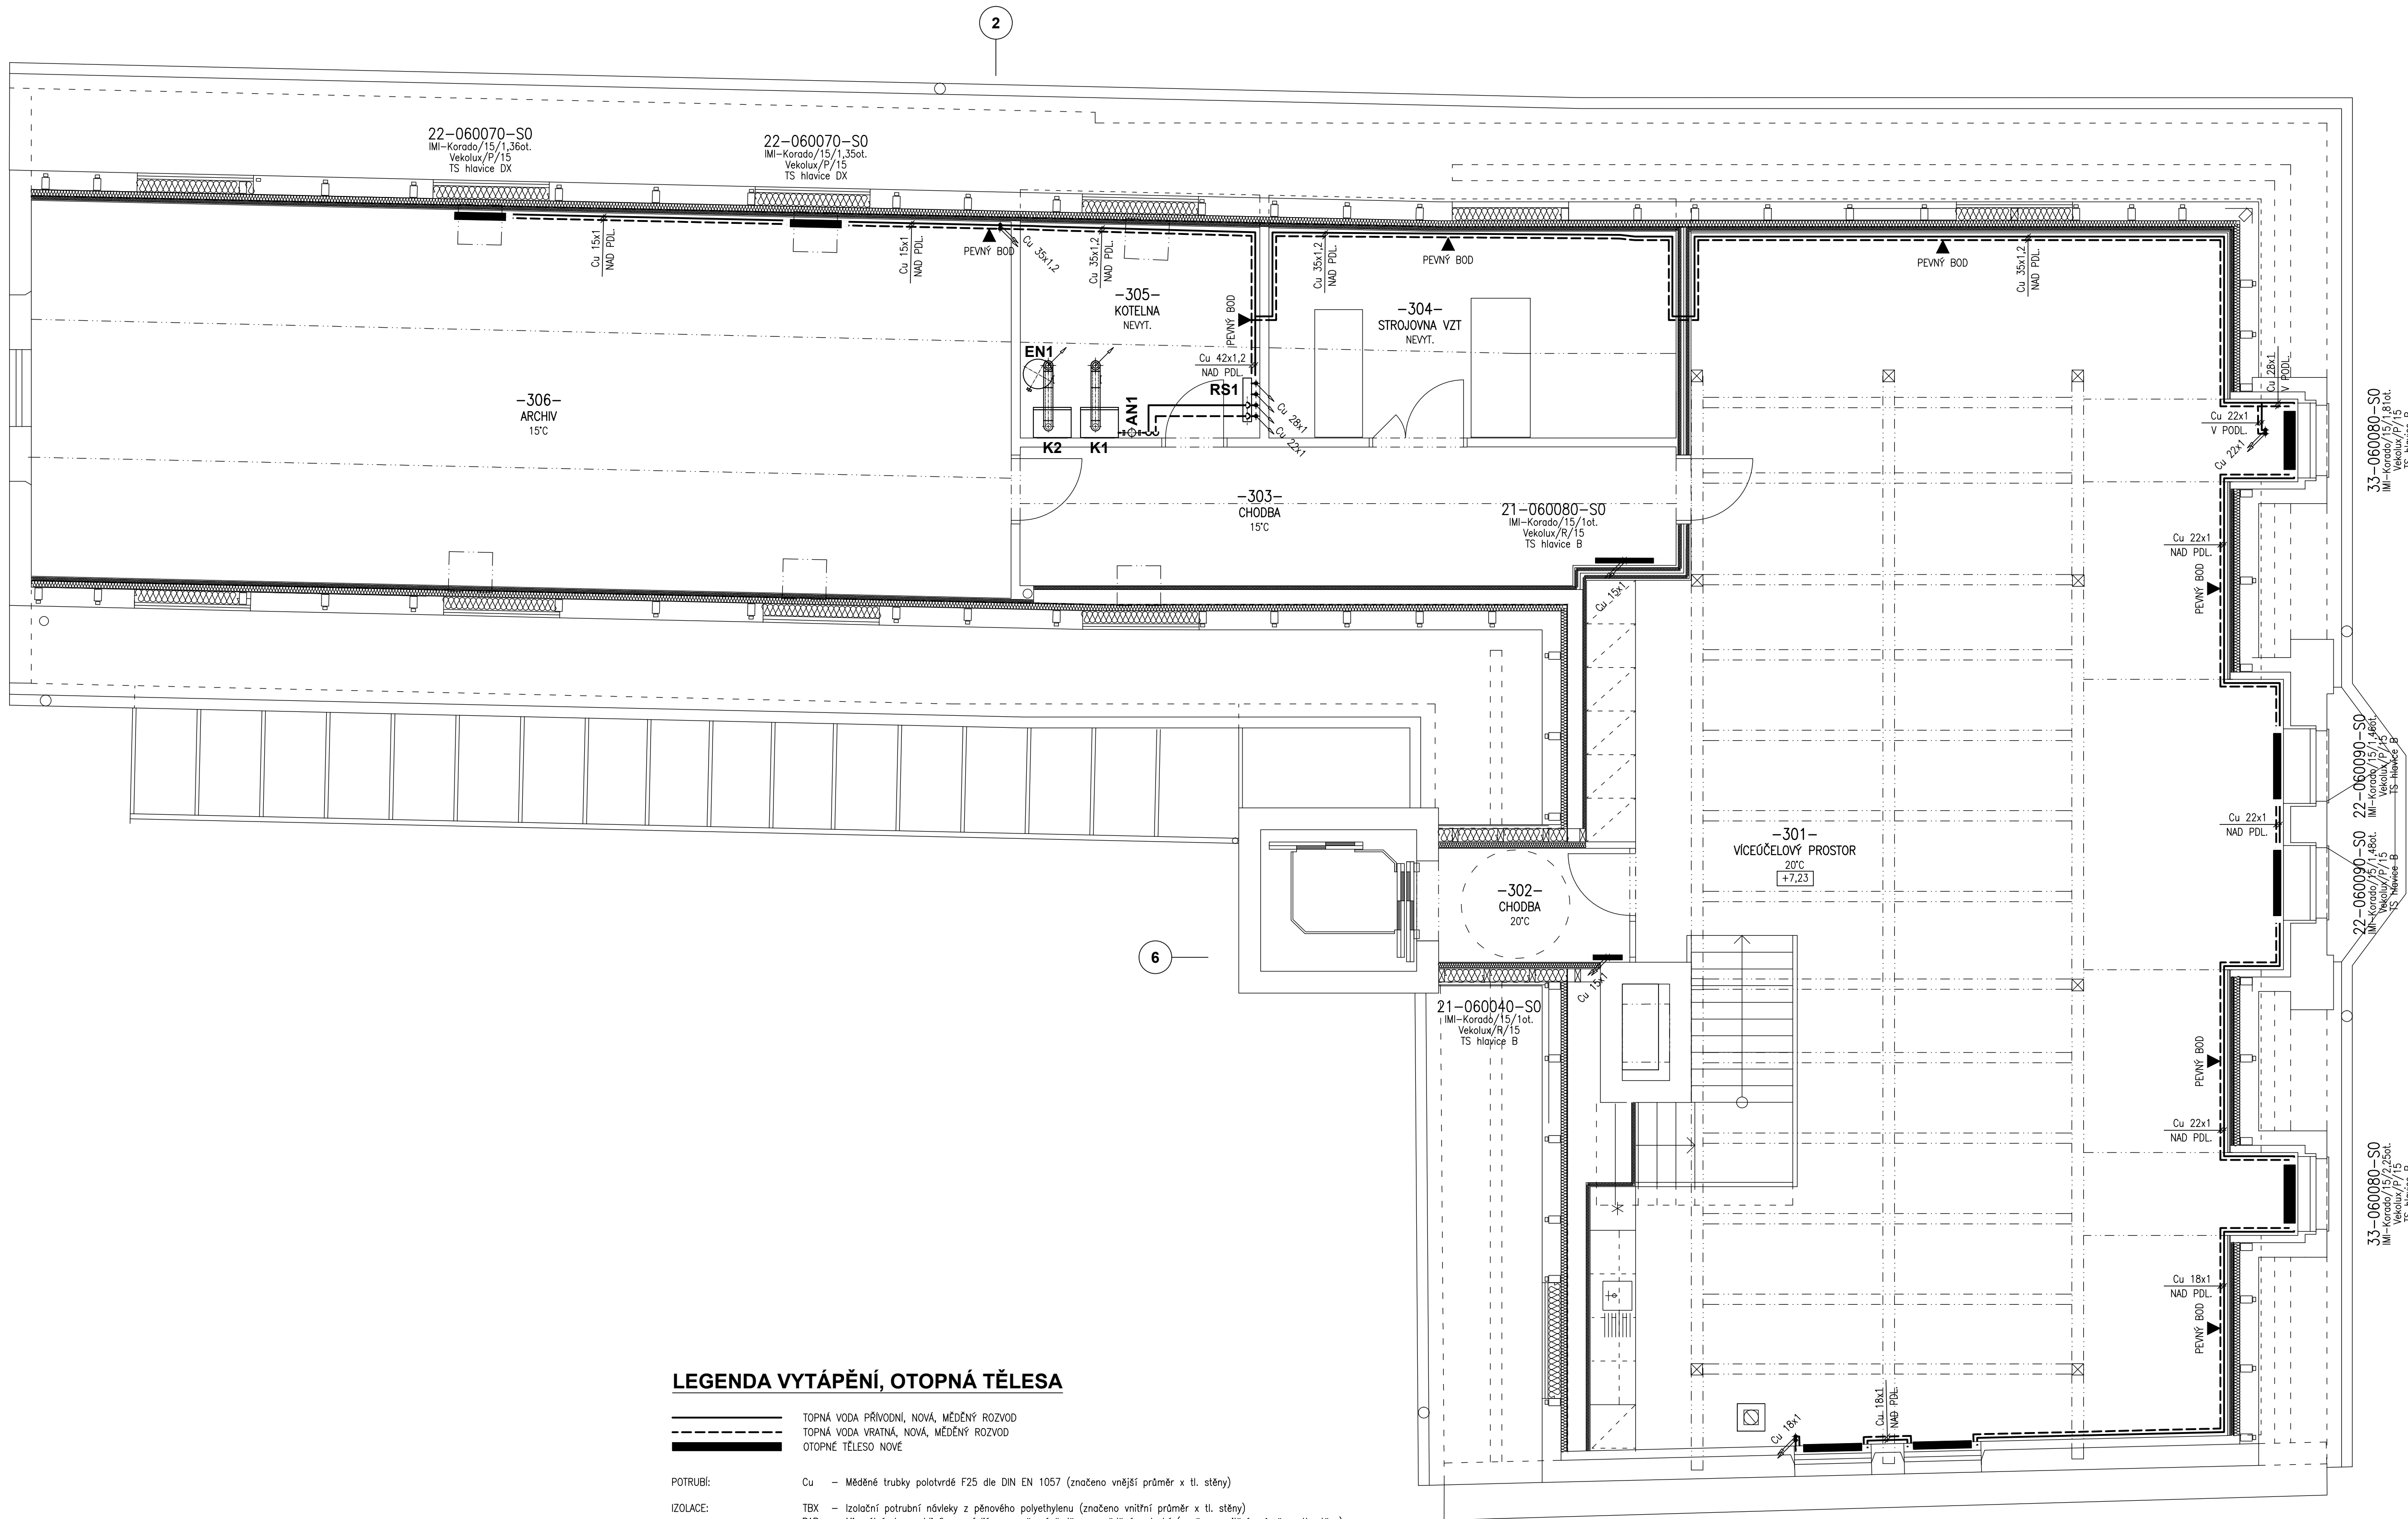 2
22-060070-S0
IMI-Korado/15/1,36ot.
Vekolux/P/15
TS hlavice DX
22-060070-S0
IMI-Korado/15/1,35ot.
Vekolux/P/15
TS hlavice DX
Cu 15x1
NAD PDL.
Cu 15x1
NAD PDL.
PEVNÝ BOD
Cu 35x1,2
Cu 35x1,2
NAD PDL.
-305-
KOTELNA
NEVYT.
PEVNÝ BOD
Cu 35x1,2
NAD PDL.
PEVNÝ BOD
-304-
STROJOVNA VZT
NEVYT.
PEVNÝ BOD
Cu 35x1,2
NAD PDL.
EN1
Cu 42x1,2
NAD PDL.
RS1
AN1
Cu 28x1
Cu 22x1
K2
K1
-306-
ARCHIV
15°C
-303-
CHODBA
15°C
21-060080-S0
IMI-Korado/15/1ot.
Vekolux/R/15
TS hlavice B
Cu 15x1
Cu 28x1
V PODL.
Cu 22x1
V PODL.
Cu 22x1
33-060080-S0
IMI-Korado/15/1,81ot.
Vekolux/P/15
Cu 22x1
NAD PDL.
PEVNÝ BOD
22-060090-S0
IMI-Korado/15/1,46ot.
Vekolux/P/15
TS hlavice B
Cu 22x1
NAD PDL.
22-060090-S0
IMI-Korado/15/1,48ot.
Vekolux/P/15
TS hlavice B
-301-
VÍCEÚČELOVÝ PROSTOR
20°C
+7,23
-302-
CHODBA
20°C
6
Cu 15x1
21-060040-S0
IMI-Korado/15/1ot.
Vekolux/R/15
TS hlavice B
PEVNÝ BOD
Cu 22x1
NAD PDL.
33-060080-S0
IMI-Korado/15/2,25ot.
Vekolux/P/15
Cu 18x1
NAD PDL.
PEVNÝ BOD
Cu 18x1
NAD PDL.
Cu 18x1
LEGENDA VYTÁPĚNÍ, OTOPNÁ TĚLESA
TOPNÁ VODA PŘÍVODNÍ, NOVÁ, MĚDĚNÝ ROZVOD
TOPNÁ VODA VRATNÁ, NOVÁ, MĚDĚNÝ ROZVOD
OTOPNÉ TĚLESO NOVÉ
POTRUBÍ: Cu – Měděné trubky polotvrdé F25 dle DIN EN 1057 (značeno vnější průměr x tl. stěny)
IZOLACE: TBX – Izolační potrubní návleky z pěnového polyethylenu (značeno vnitřní průměr x tl. stěny)